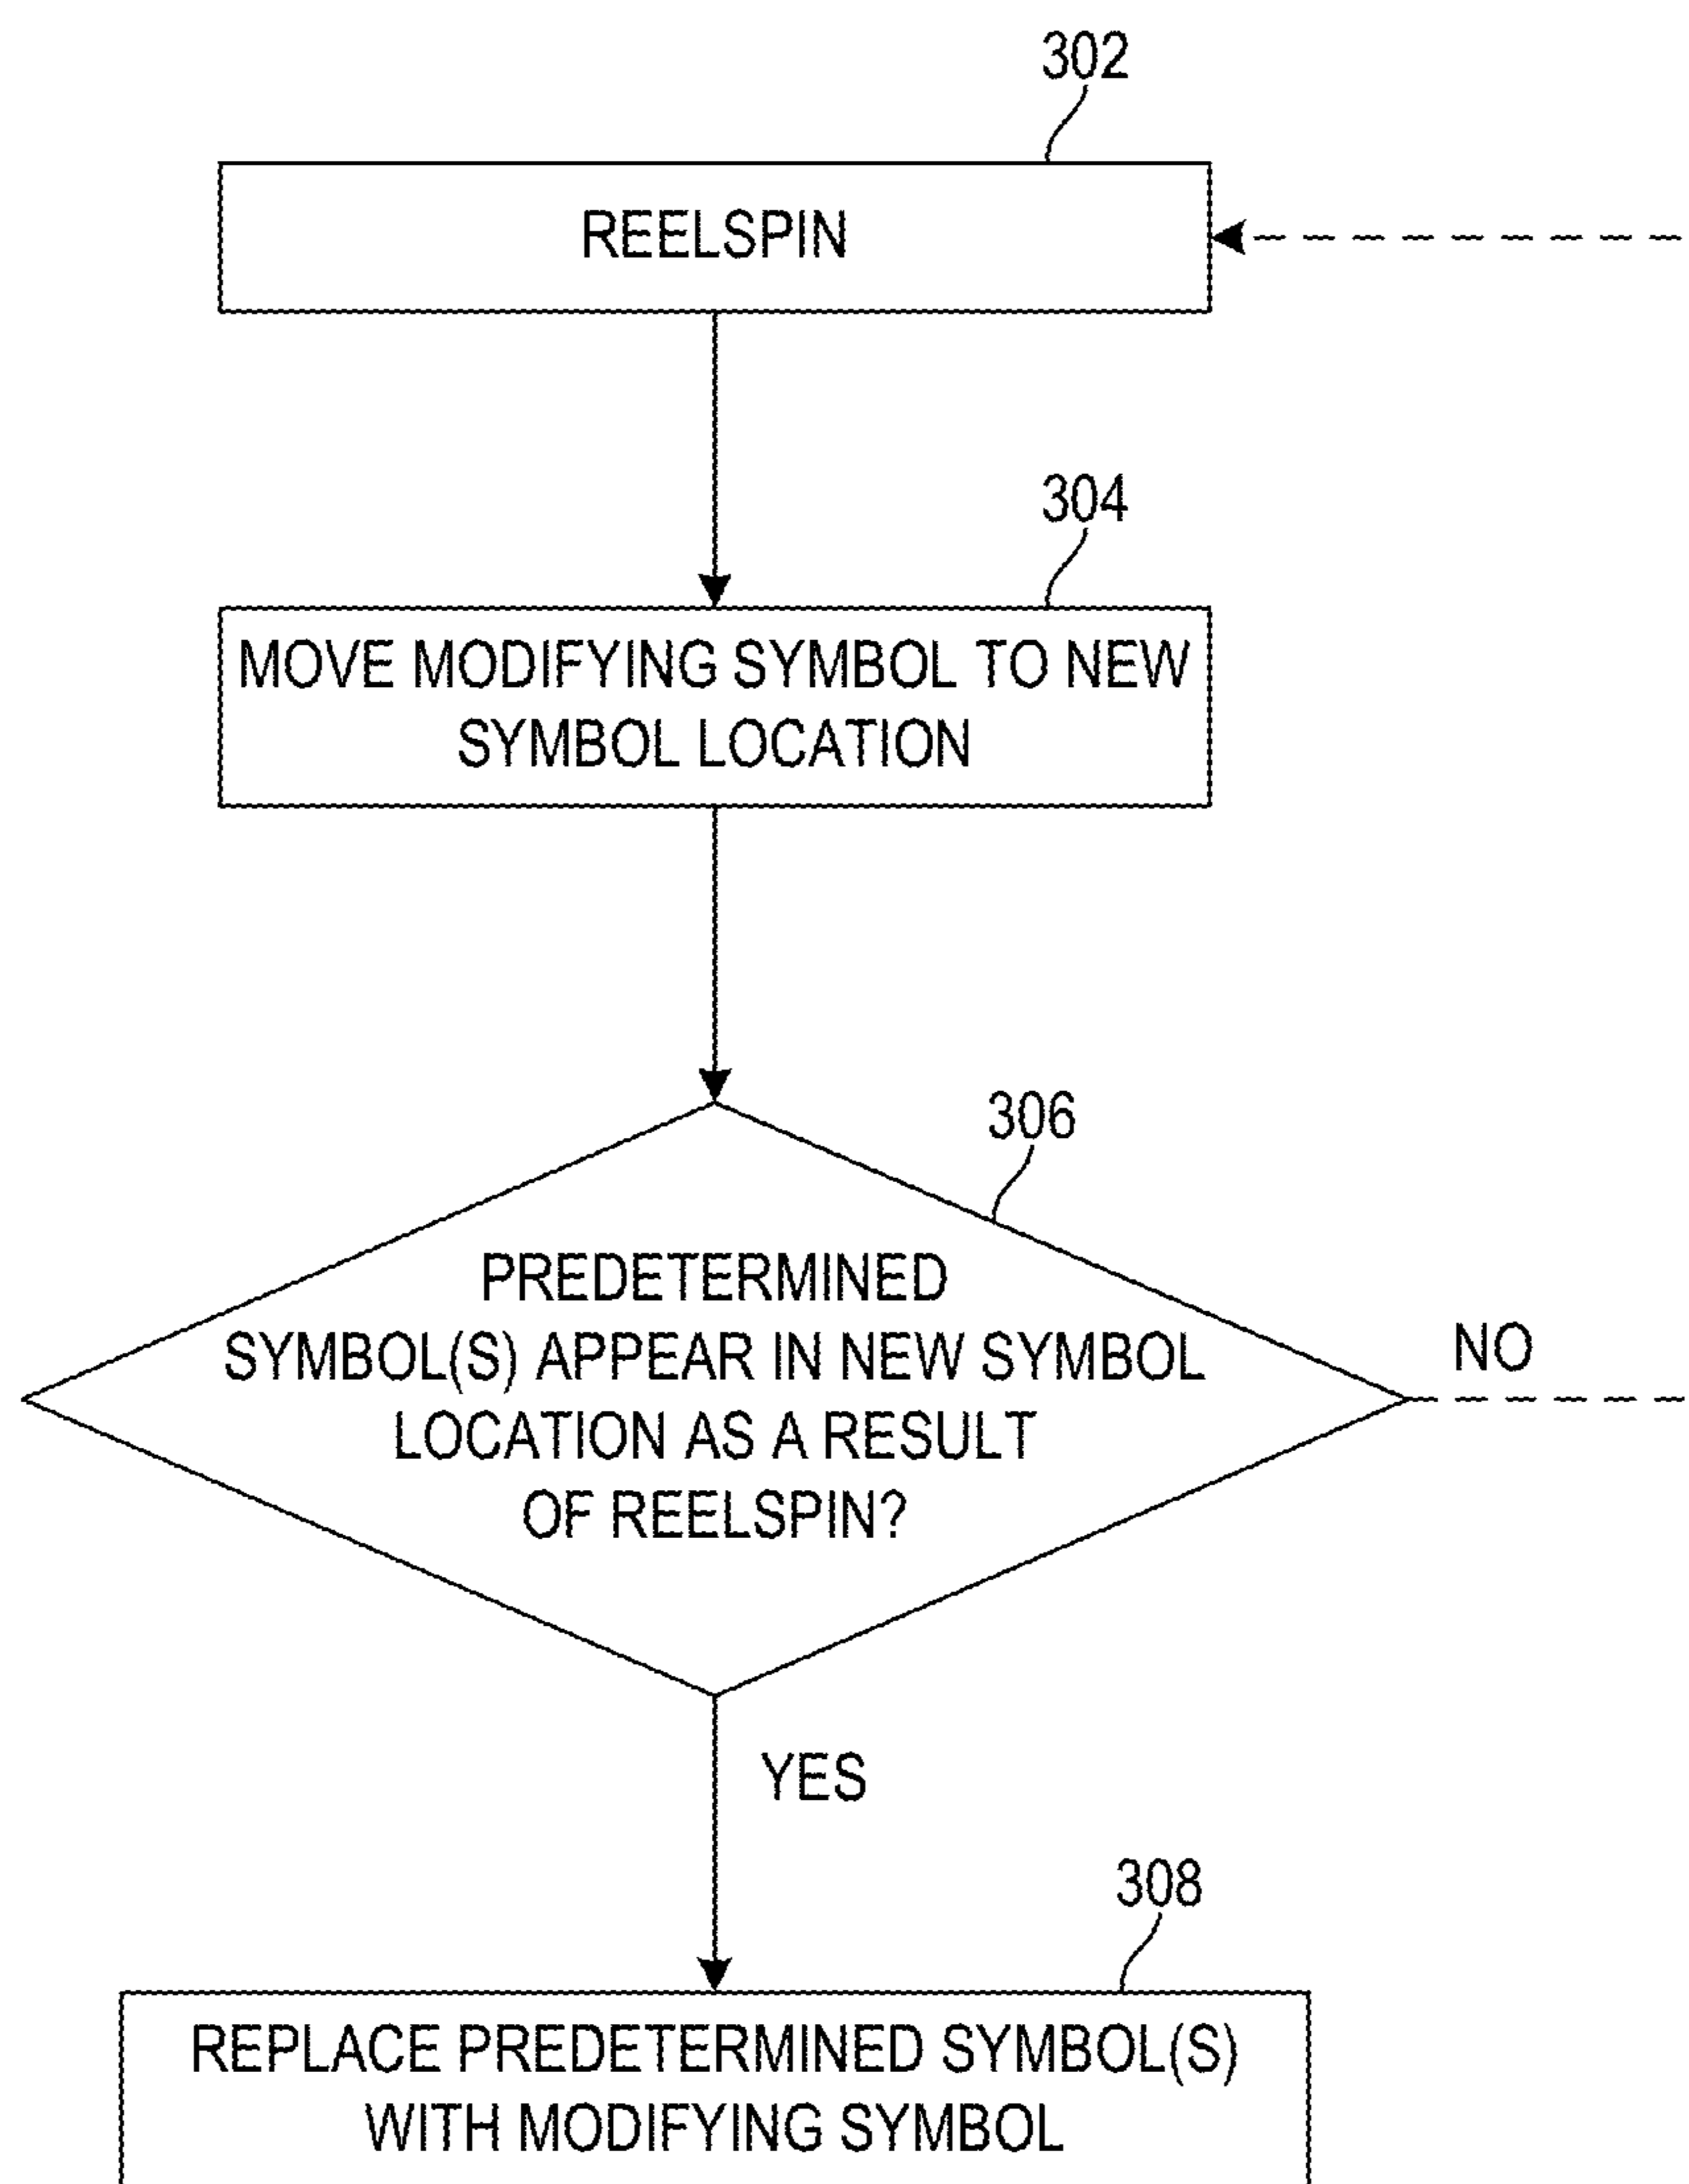 302
REELSPIN
304
MOVE MODIFYING SYMBOL TO NEW
SYMBOL LOCATION
306
PREDETERMINED
SYMBOL(S) APPEAR IN NEW SYMBOL
LOCATION AS A RESULT
OF REELSPIN?
NO
YES
308
REPLACE PREDETERMINED SYMBOL(S)
WITH MODIFYING SYMBOL